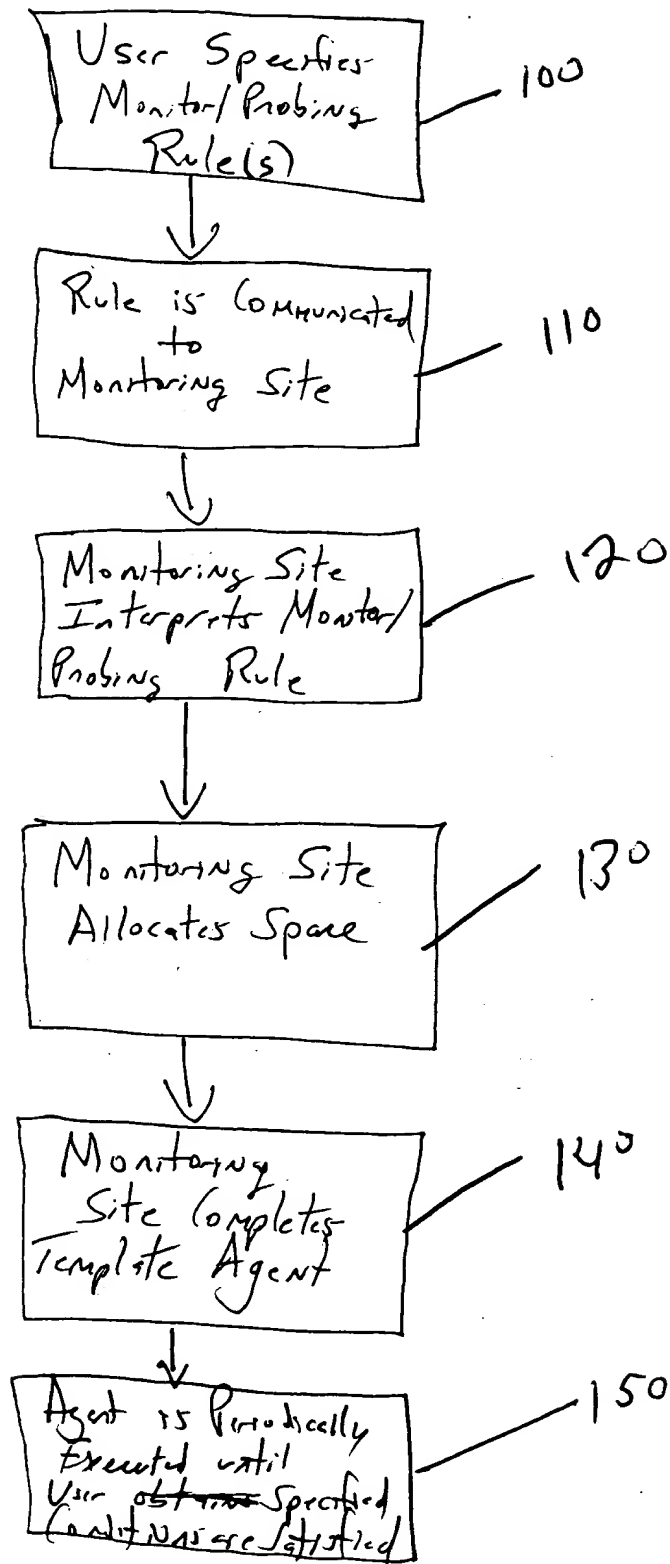 User Specifies
Monitor/Probing
Rule(s)
100
Rule is Communicated
to
Monitoring Site
110
Monitoring Site
Interprets Monitor/
Probing Rule
120
Monitoring Site
Allocates Space
130
Monitoring
Site Completes
Template Agent
140
Agent is Periodically
Executed until
User Specified
Conditions are Satisfied
150